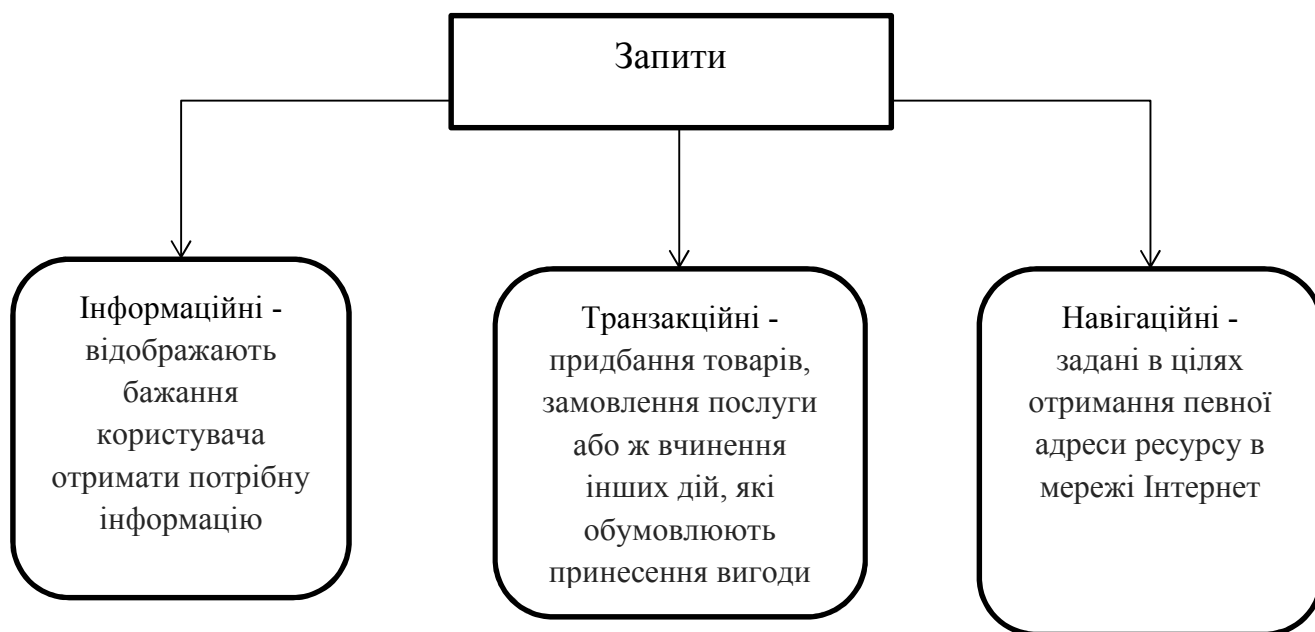 Запити
Інформаційні -
відображають
бажання
користувача
отримати потрібну
інформацію
Транзакційні -
придбання товарів,
замовлення послуги
або ж вчинення
інших дій, які
обумовлюють
принесення вигоди
Навігаційні -
задані в цілях
отримання певної
адреси ресурсу в
мережі Інтернет